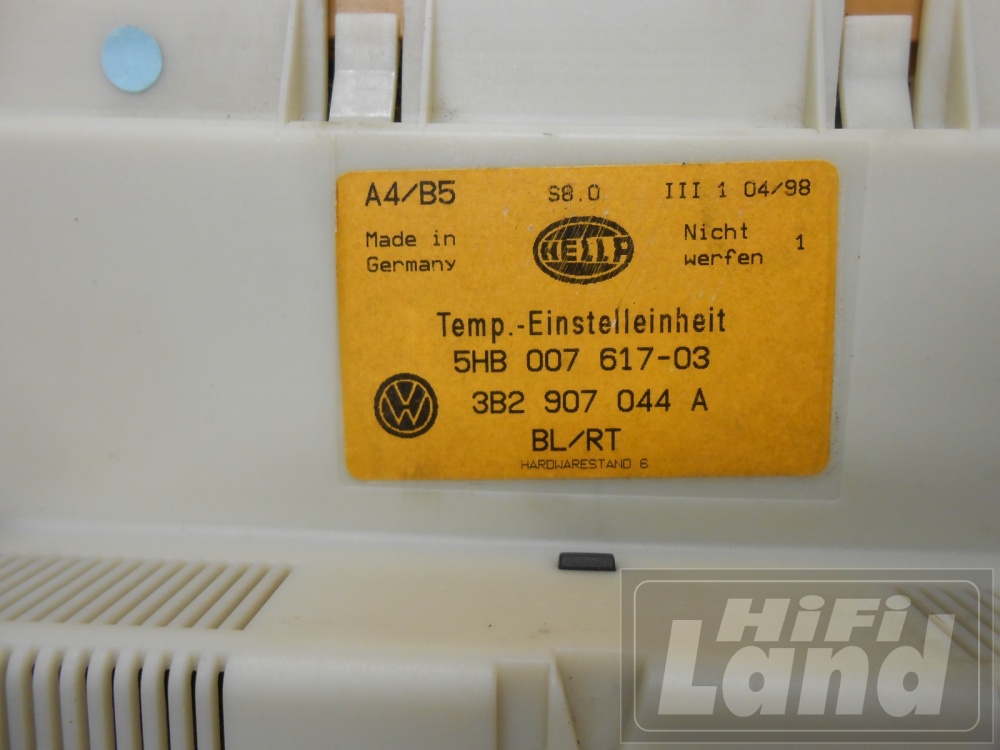 A4/B5 S8.0 III 1 04/98
Made in Germany
HELLA
Nicht werfen 1
Temp.-Einstelleinheit
5HB 007 617-03
VW
3B2 907 044 A
BL/RT
HARDWARESTAND 6
HiFi
Land